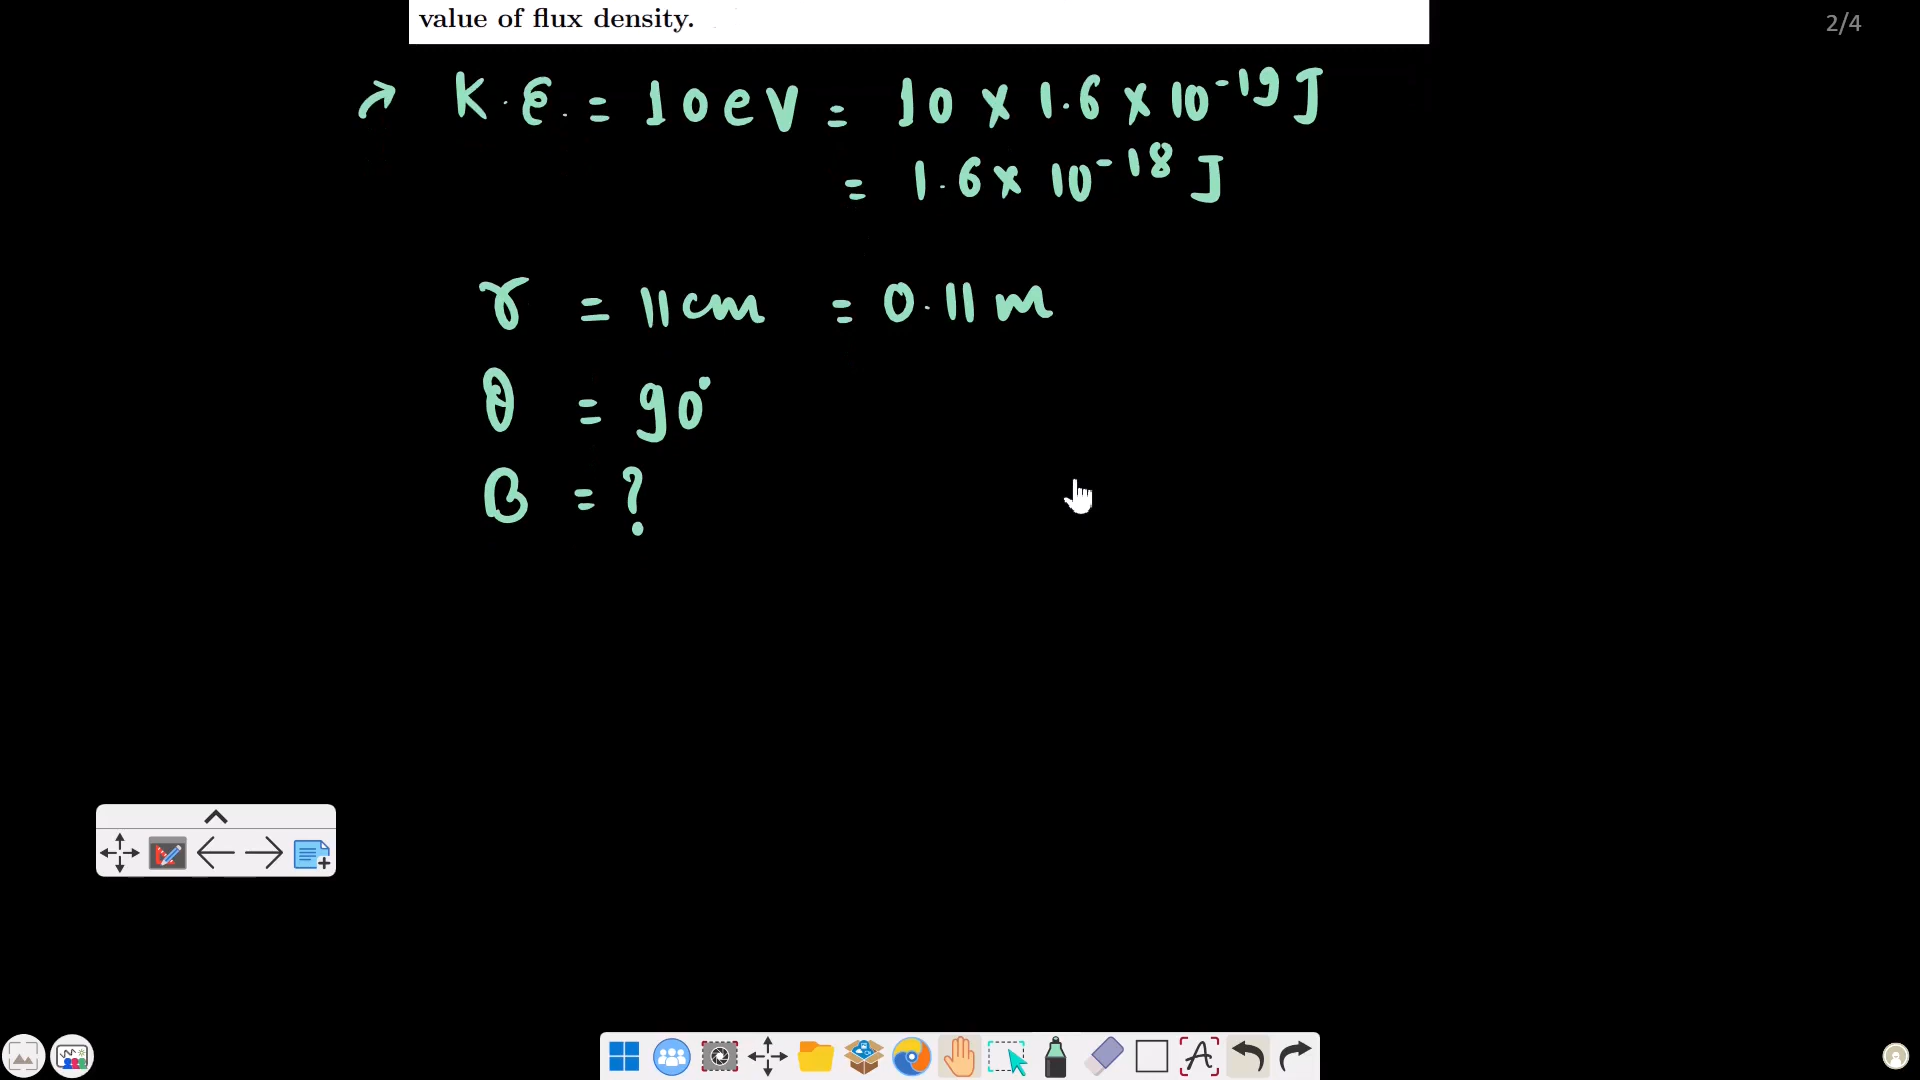 value of flux density.
2/4
→ K.E. = 10eV = 10 × 1.6 × 10⁻¹⁹J
= 1.6 × 10⁻¹⁸ J
r = 11cm = 0.11 m
θ = 90°
B = ?